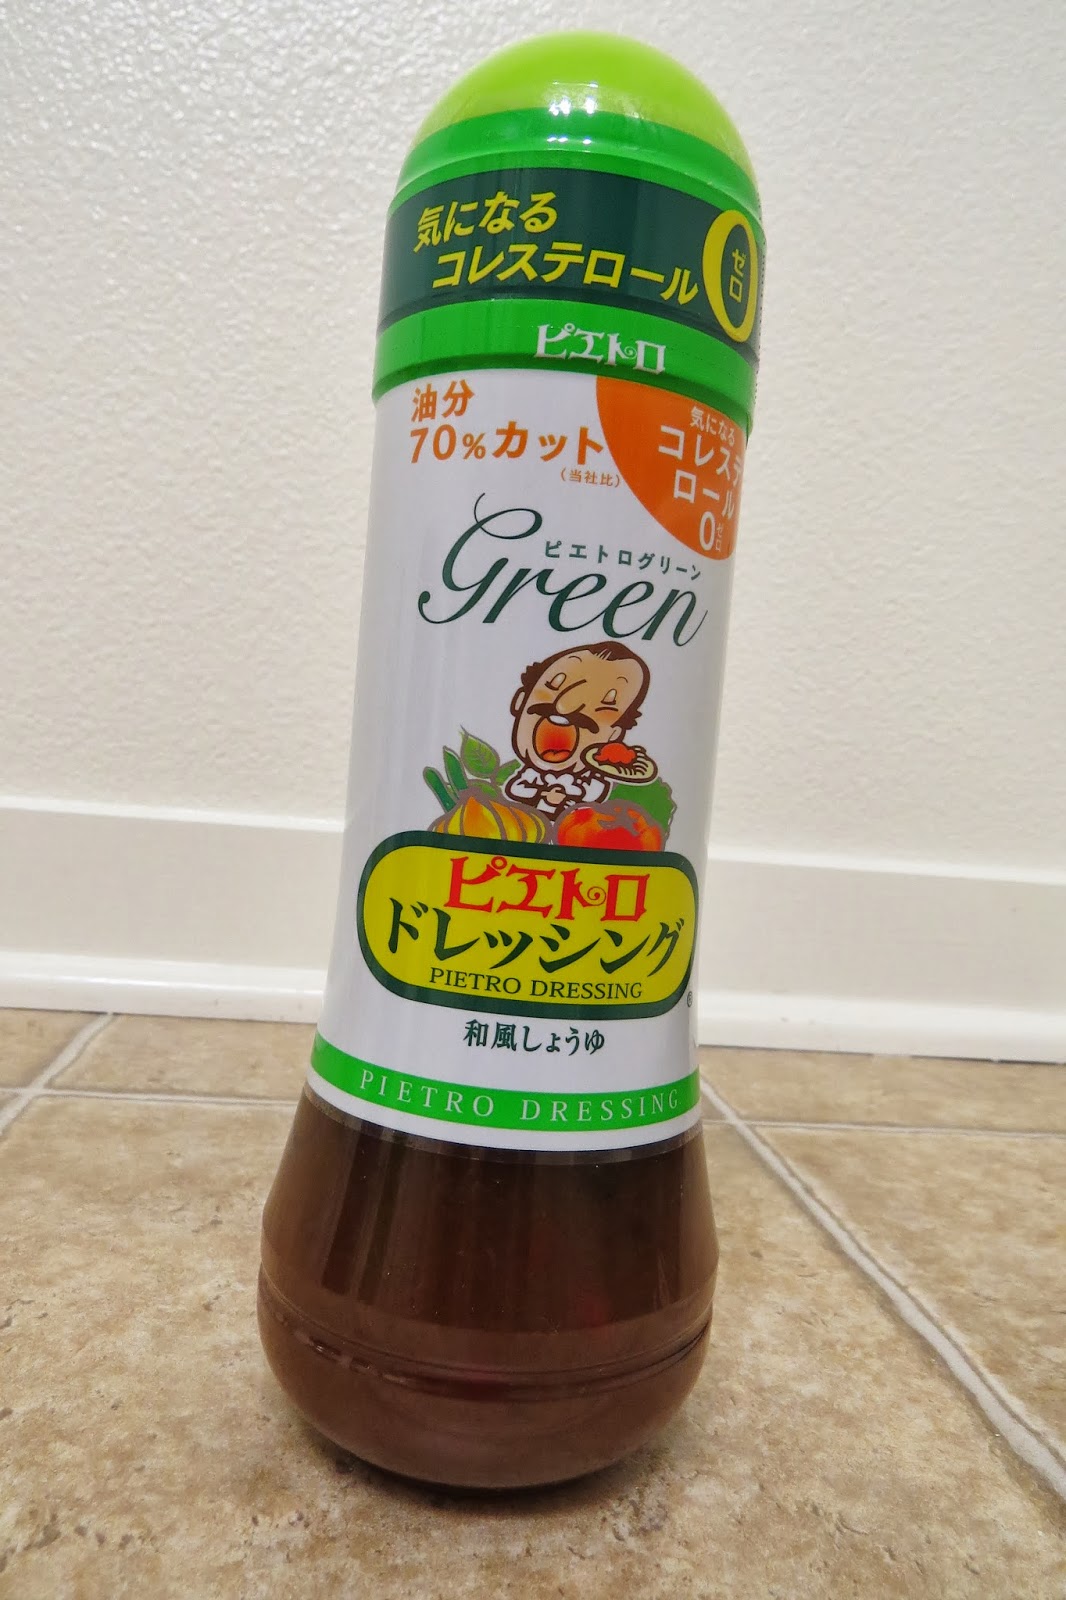 気になる
コレステロール0
ゼロ
ピエトロ
油分
70%カット
(当社比)
気になる
コレステ
ロール
0ゼロ
ピエトログリーン
Green
ピエトロ
ドレッシング
PIETRO DRESSING
®
和風しょうゆ
PIETRO DRESSING